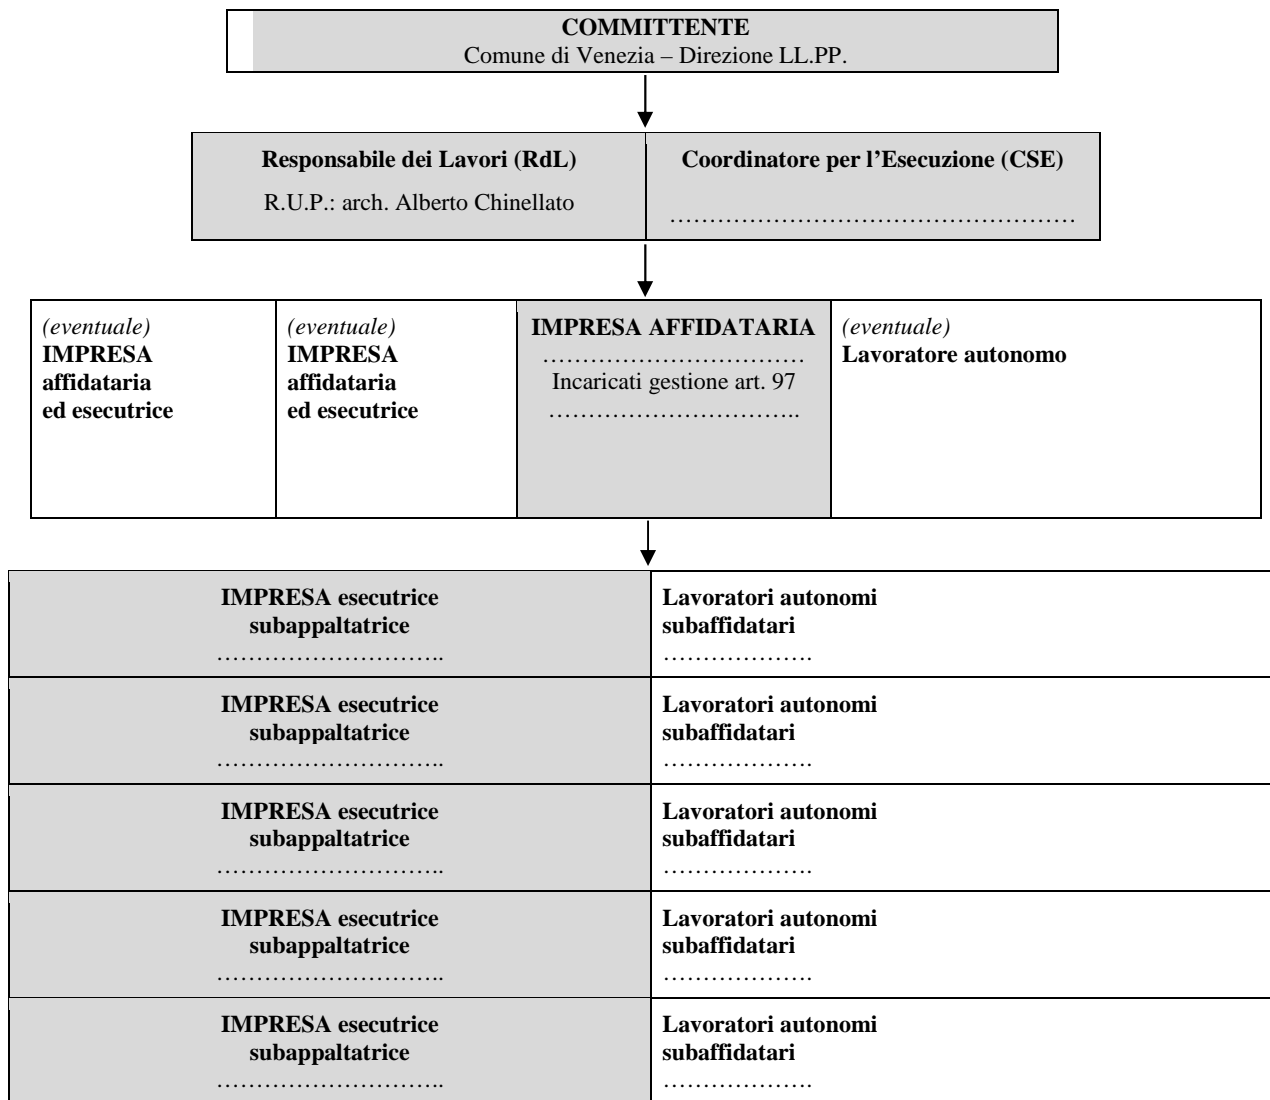 COMMITTENTE
Comune di Venezia – Direzione LL.PP.
Responsabile dei Lavori (RdL)
R.U.P.: arch. Alberto Chinellato
Coordinatore per l’Esecuzione (CSE)
……………………………………………
(eventuale)
IMPRESA
affidataria
ed esecutrice
(eventuale)
IMPRESA
affidataria
ed esecutrice
IMPRESA AFFIDATARIA
……………………………
Incaricati gestione art. 97
…………………………..
(eventuale)
Lavoratore autonomo
IMPRESA esecutrice
subappaltatrice
………………………..
Lavoratori autonomi
subaffidatari
……………….
IMPRESA esecutrice
subappaltatrice
………………………..
Lavoratori autonomi
subaffidatari
……………….
IMPRESA esecutrice
subappaltatrice
………………………..
Lavoratori autonomi
subaffidatari
……………….
IMPRESA esecutrice
subappaltatrice
………………………..
Lavoratori autonomi
subaffidatari
……………….
IMPRESA esecutrice
subappaltatrice
………………………..
Lavoratori autonomi
subaffidatari
……………….